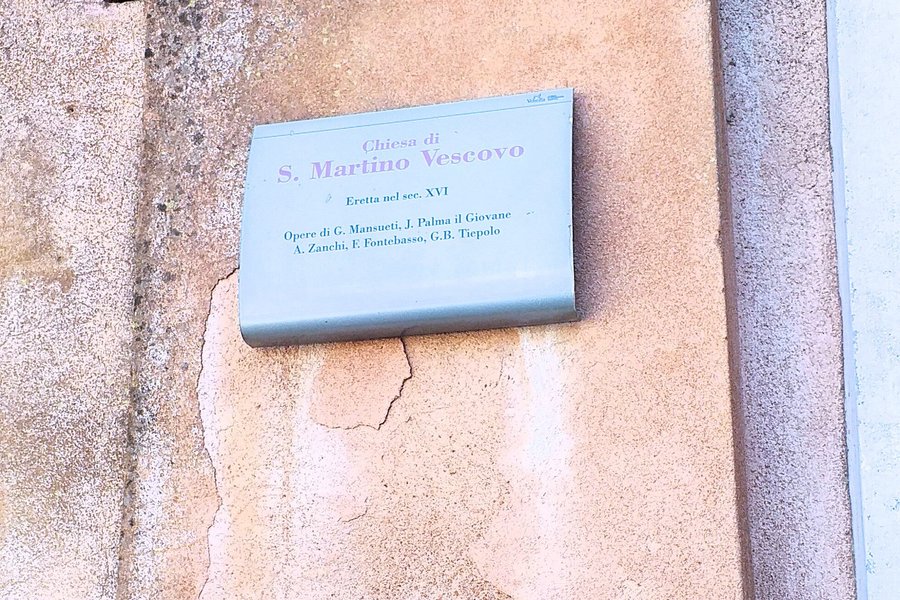 Chiesa di
S. Martino Vescovo
Eretta nel sec. XVI
Opere di G. Mansueti, J. Palma il Giovane
A. Zanchi, F. Fontebasso, G.B. Tiepolo